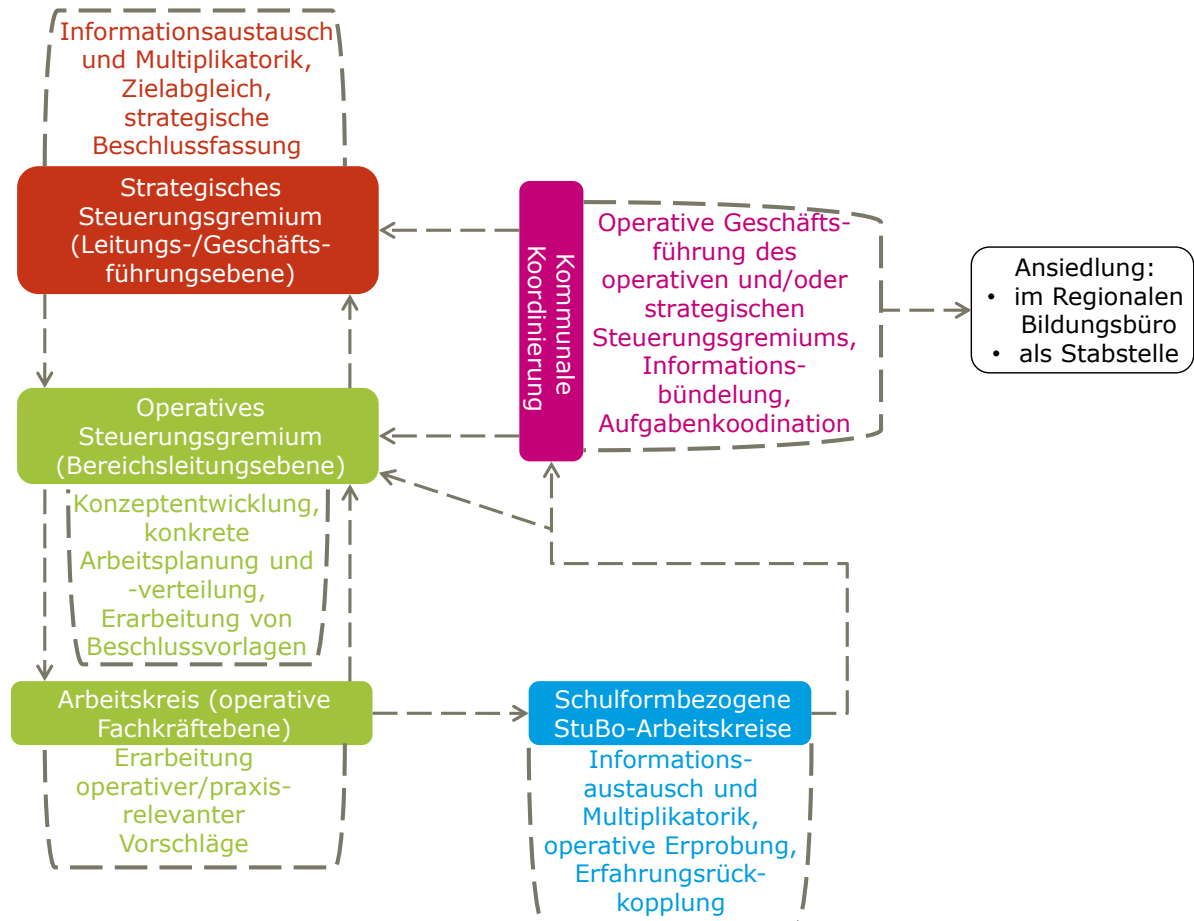 Informationsaustausch
und Multiplikatorik,
Zielabgleich,
strategische
Beschlussfassung
Strategisches
Steuerungsgremium
(Leitungs-/Geschäfts-
führungsebene)
Kommunale
Koordinierung
Operative Geschäfts-
führung des
operativen und/oder
strategischen
Steuerungsgremiums,
Informations-
bündelung,
Aufgabenkoodination
Ansiedlung:
• im Regionalen
Bildungsbüro
• als Stabstelle
Operatives
Steuerungsgremium
(Bereichsleitungsebene)
Konzeptentwicklung,
konkrete
Arbeitsplanung und
-verteilung,
Erarbeitung von
Beschlussvorlagen
Arbeitskreis (operative
Fachkräftebene)
Erarbeitung
operativer/praxis-
relevanter
Vorschläge
Schulformbezogene
StuBo-Arbeitskreise
Informations-
austausch und
Multiplikatorik,
operative Erprobung,
Erfahrungsrück-
kopplung